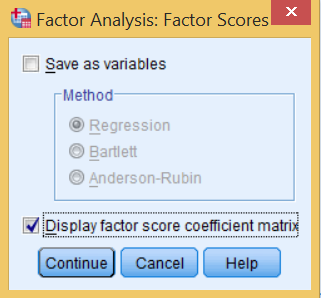 Factor Analysis: Factor Scores
Save as variables
Method
Regression
Bartlett
Anderson-Rubin
Display factor score coefficient matrix
Continue Cancel Help